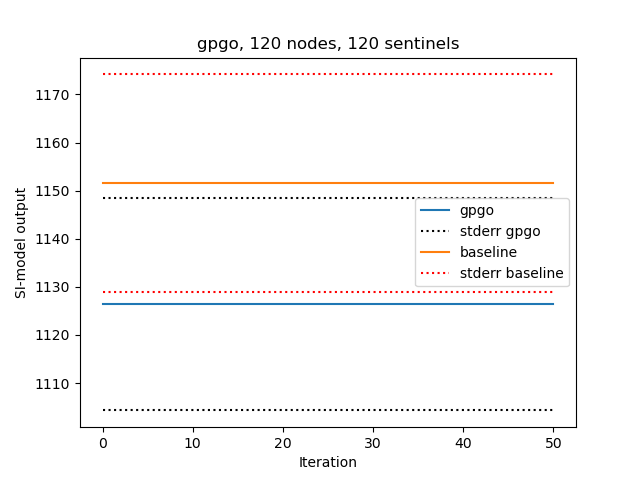 gpgo, 120 nodes, 120 sentinels
1170
1160
1150
1140
1130
1120
1110
SI-model output
gpgo
stderr gpgo
baseline
stderr baseline
0 10 20 30 40 50
Iteration